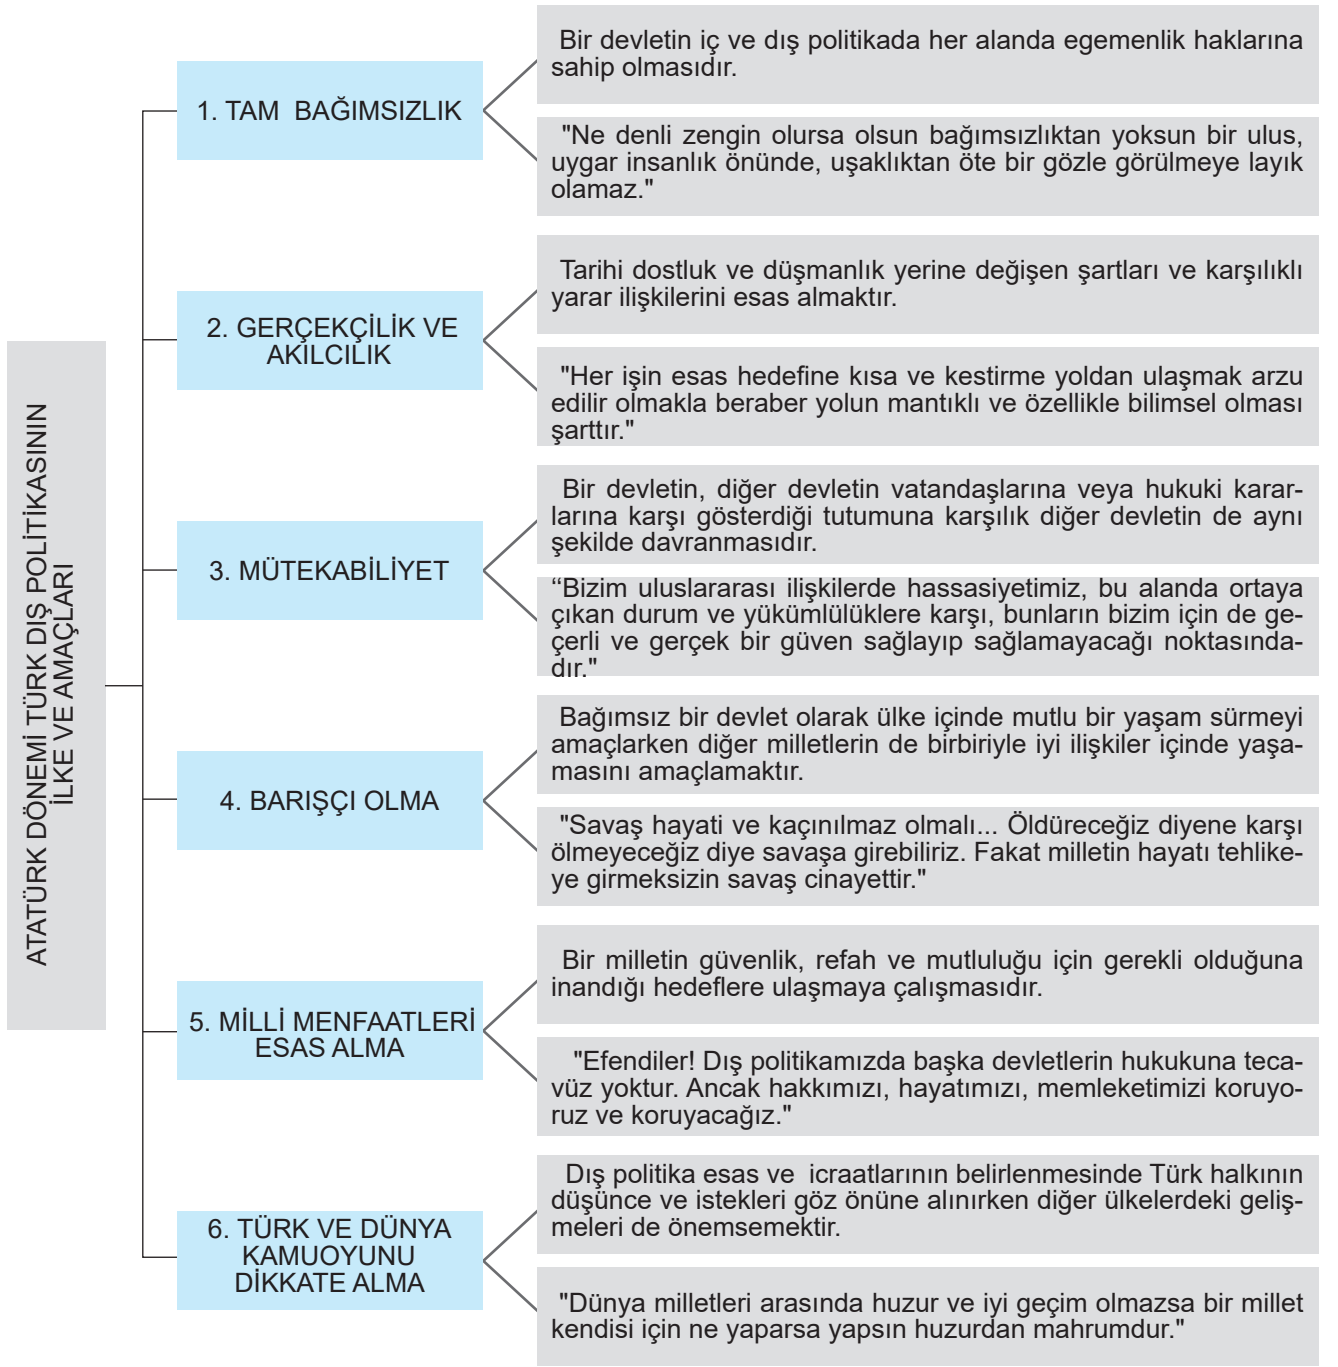 ATATÜRK DÖNEMİ TÜRK DIŞ POLİTİKASININ
İLKE VE AMAÇLARI
1. TAM BAĞIMSIZLIK
Bir devletin iç ve dış politikada her alanda egemenlik haklarına
sahip olmasıdır.
"Ne denli zengin olursa olsun bağımsızlıktan yoksun bir ulus,
uygar insanlık önünde, uşaklıktan öte bir gözle görülmeye layık
olamaz."
2. GERÇEKÇİLİK VE
AKILCILIK
Tarihi dostluk ve düşmanlık yerine değişen şartları ve karşılıklı
yarar ilişkilerini esas almaktır.
"Her işin esas hedefine kısa ve kestirme yoldan ulaşmak arzu
edilir olmakla beraber yolun mantıklı ve özellikle bilimsel olması
şarttır."
3. MÜTEKABİLİYET
Bir devletin, diğer devletin vatandaşlarına veya hukuki karar-
larına karşı gösterdiği tutumuna karşılık diğer devletin de aynı
şekilde davranmasıdır.
“Bizim uluslararası ilişkilerde hassasiyetimiz, bu alanda ortaya
çıkan durum ve yükümlülüklere karşı, bunların bizim için de ge-
çerli ve gerçek bir güven sağlayıp sağlamayacağı noktasında-
dır."
4. BARIŞÇI OLMA
Bağımsız bir devlet olarak ülke içinde mutlu bir yaşam sürmeyi
amaçlarken diğer milletlerin de birbiriyle iyi ilişkiler içinde yaşa-
masını amaçlamaktır.
"Savaş hayati ve kaçınılmaz olmalı... Öldüreceğiz diyene karşı
ölmeyeceğiz diye savaşa girebiliriz. Fakat milletin hayatı tehlike-
ye girmeksizin savaş cinayettir."
5. MİLLİ MENFAATLERİ
ESAS ALMA
Bir milletin güvenlik, refah ve mutluluğu için gerekli olduğuna
inandığı hedeflere ulaşmaya çalışmasıdır.
"Efendiler! Dış politikamızda başka devletlerin hukukuna teca-
vüz yoktur. Ancak hakkımızı, hayatımızı, memleketimizi koruyo-
ruz ve koruyacağız."
6. TÜRK VE DÜNYA
KAMUOYUNU
DİKKATE ALMA
Dış politika esas ve icraatlarının belirlenmesinde Türk halkının
düşünce ve istekleri göz önüne alınırken diğer ülkelerdeki geliş-
meleri de önemsemektir.
"Dünya milletleri arasında huzur ve iyi geçim olmazsa bir millet
kendisi için ne yaparsa yapsın huzurdan mahrumdur."